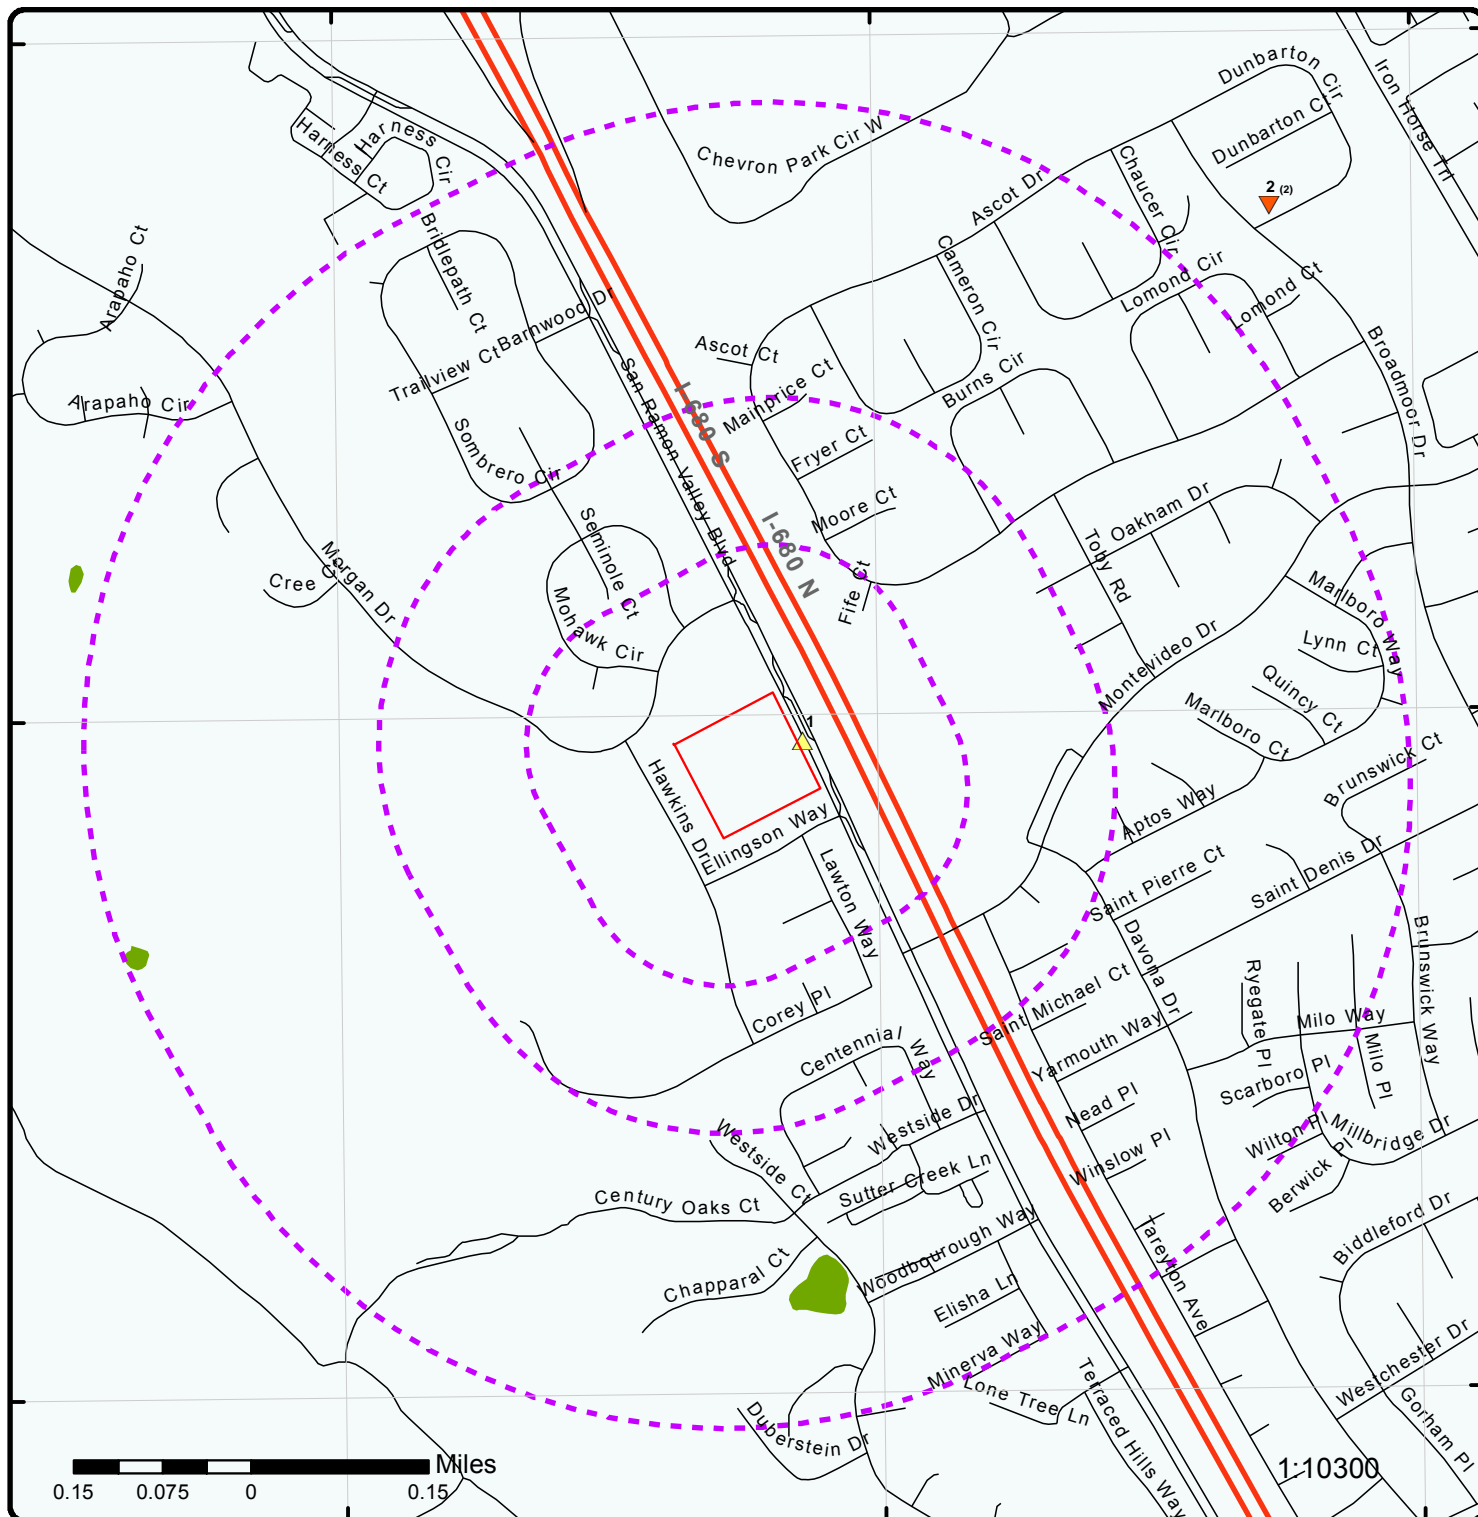 Dunbarton Cir
Iron Horse Trl
Dunbarton Ct
Harness Cir
Harness Ct
Chevron Park Cir W
Chaucer Cir
Ascot Dr
2 (2)
Bridlepath Ct
Arapaho Ct
Cameron Cir
Lomond Cir
Lomond Ct
Barnwood Dr
Trailview Ct
Ascot Ct
Broadmoor Dr
San Ramon Valley Blvd
I-680 S
Mainprice Ct
Burns Cir
Arapaho Cir
Sombrero Cir
Fryer Ct
Moore Ct
Oakham Dr
I-680 N
Seminole Ct
Toby Rd
Morgan Dr
Cree Ct
Fife Ct
Marlboro Way
Mohawk Cir
Lynn Ct
Montevideo Dr
Quincy Ct
Marlboro Ct
1
Brunswick Ct
Hawkins Dr
Aptos Way
Ellingson Way
Saint Denis Dr
Saint Pierre Ct
Lawton Way
Davona Dr
Brunswick Way
Ryegate Pl
Saint Michael Ct
Corey Pl
Milo Way
Yarmouth Way
Centennial Way
Milo Pl
Scarboro Pl
Nead Pl
Westside Dr
Westside Ct
Wilton Pl
Millbridge Dr
Winslow Pl
Berwick Pl
Sutter Creek Ln
Century Oaks Ct
Biddleford Dr
Woodbourough Way
Tareyton Ave
Chapparal Ct
Elisha Ln
Minerva Way
Westchester Dr
Lone Tree Ln
Terraced Hills Way
Gorham Pl
Duberstein Dr
Miles
1:10300
0.15 0.075 0 0.15